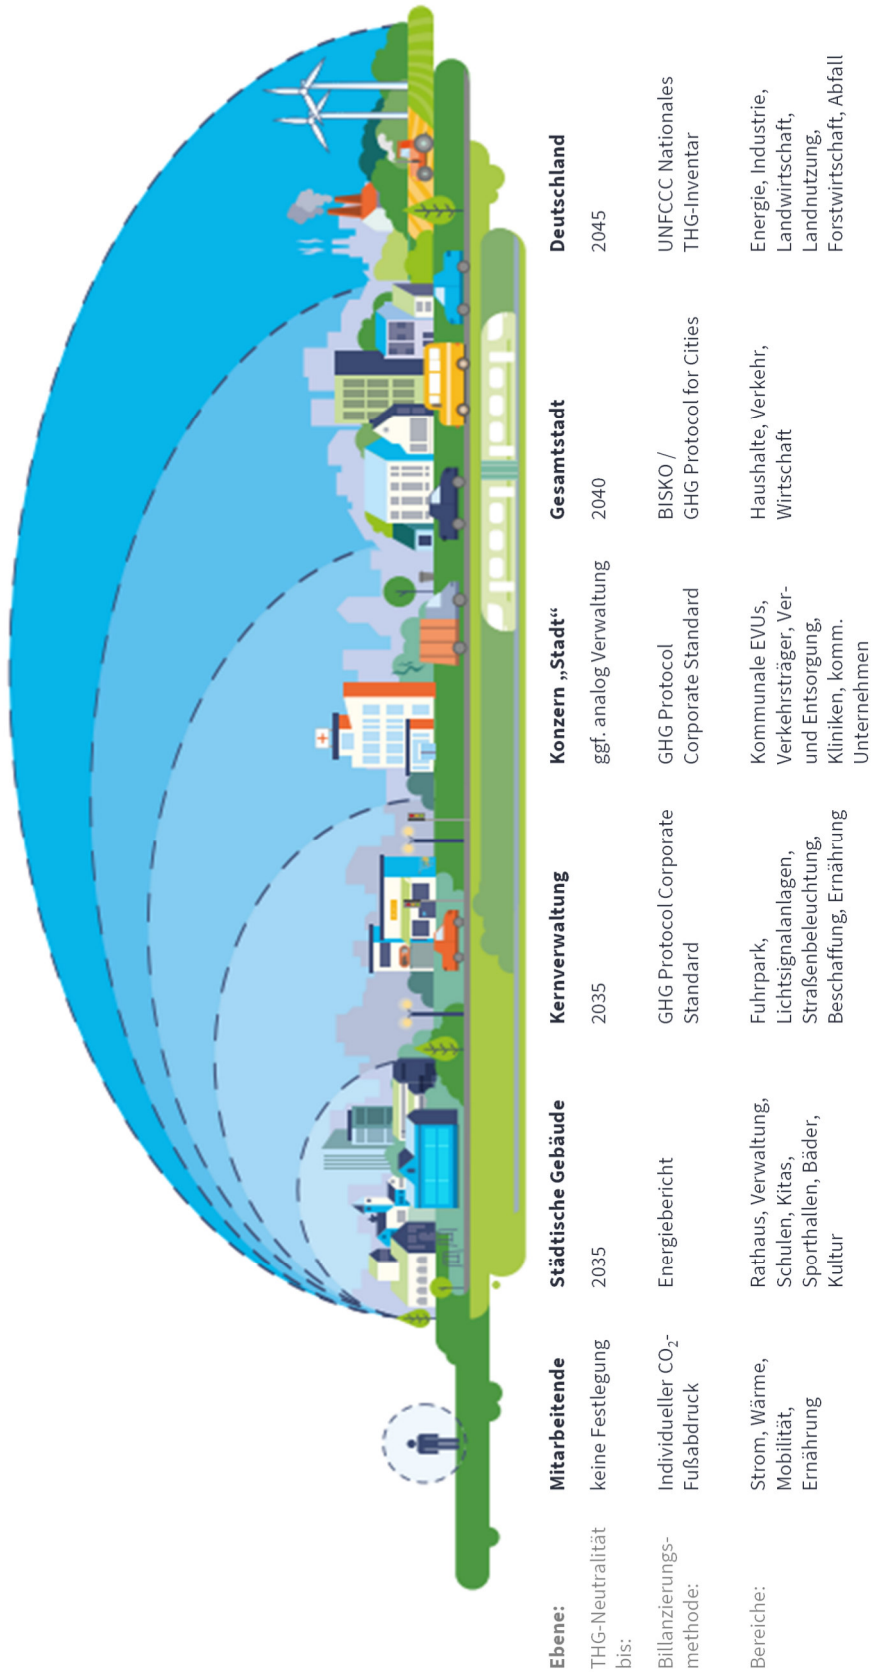 Ebene:
Mitarbeitende
Städtische Gebäude
Kernverwaltung
Konzern „Stadt“
Gesamtstadt
Deutschland
THG-Neutralität
bis:
keine Festlegung
2035
2035
ggf. analog Verwaltung
2040
2045
Billanzierungs-
methode:
Individueller CO₂-
Fußabdruck
Energiebericht
GHG Protocol Corporate
Standard
GHG Protocol
Corporate Standard
BISKO /
GHG Protocol for Cities
UNFCCC Nationales
THG-Inventar
Bereiche:
Strom, Wärme,
Mobilität,
Ernährung
Rathaus, Verwaltung,
Schulen, Kitas,
Sporthallen, Bäder,
Kultur
Fuhrpark,
Lichtsignalanlagen,
Straßenbeleuchtung,
Beschaffung, Ernährung
Kommunale EVUs,
Verkehrsträger, Ver-
und Entsorgung,
Kliniken, komm.
Unternehmen
Haushalte, Verkehr,
Wirtschaft
Energie, Industrie,
Landwirtschaft,
Landnutzung,
Forstwirtschaft, Abfall